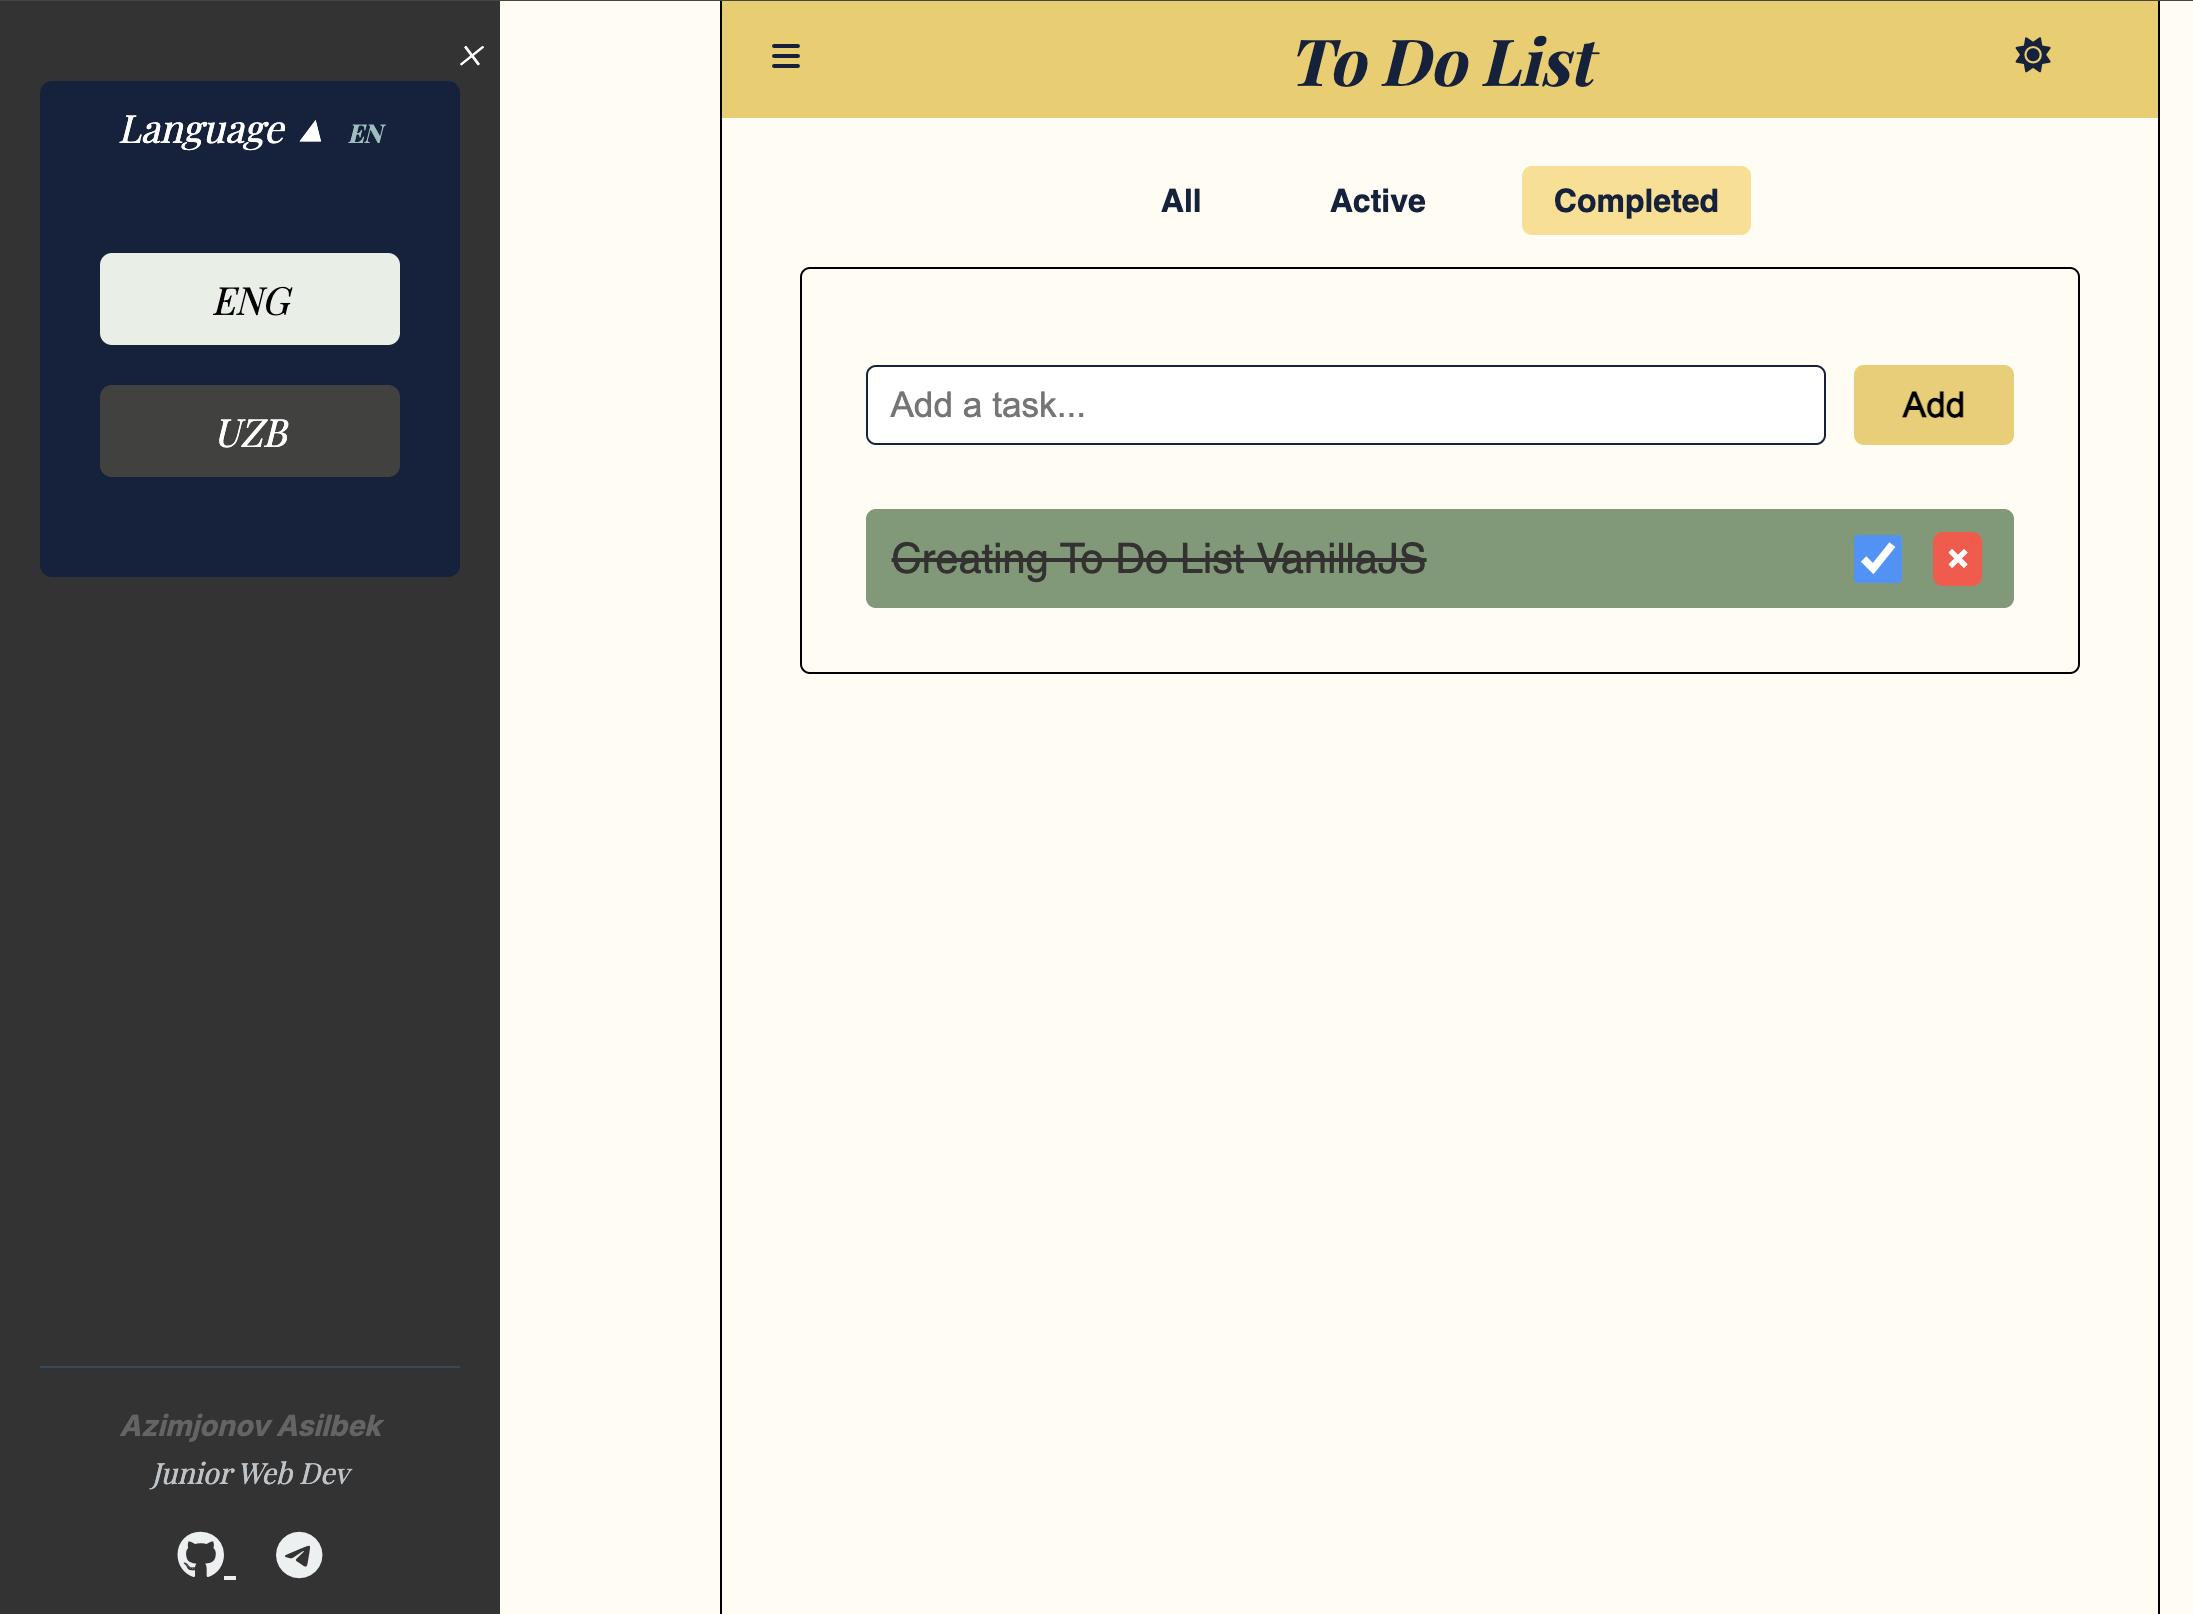 Language ▲ EN
ENG
UZB
Azimjonov Asilbek
Junior Web Dev
To Do List
All Active Completed
Add a task... Add
Creating To Do List VanillaJS